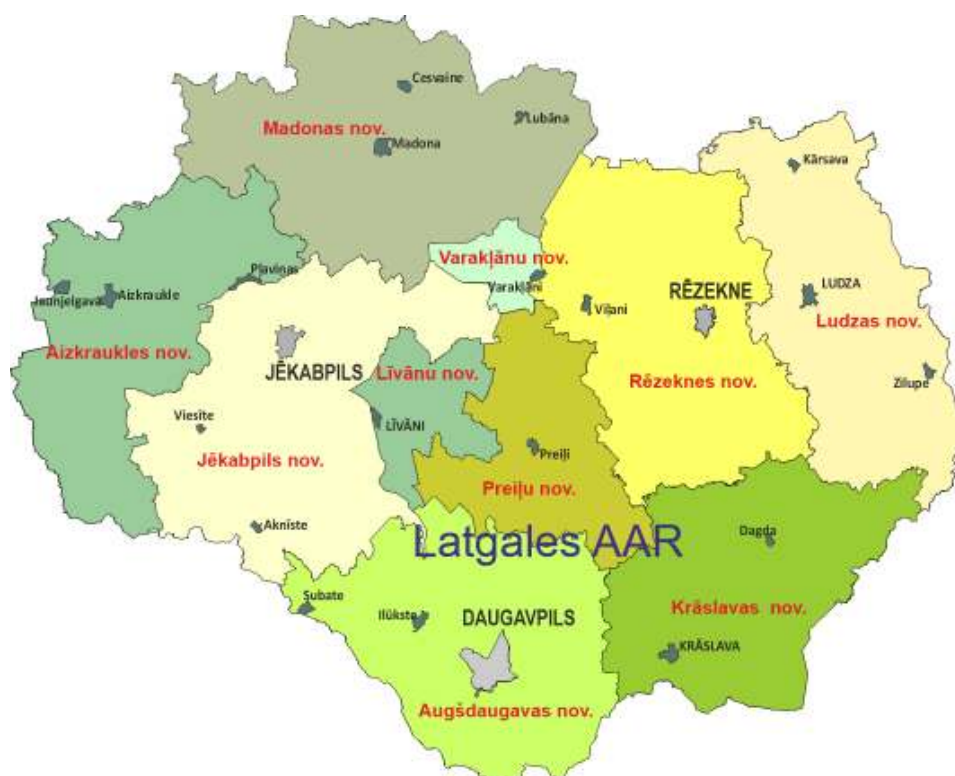 Cesvaine
Lubāna
Madonas nov.
Madona
Kārsava
Varakļānu nov.
Pļaviņas
Varakļāni
Jaunjelgava
Aizkraukle
Viļani
RĒZEKNE
LUDZA
Ludzas nov.
Aizkraukles nov.
JĒKABPILS
Līvānu nov.
Rēzeknes nov.
Zilupe
Viesīte
LĪVĀNI
Jēkabpils nov.
Preiļi
Preiļu nov.
Aknīste
Latgales AAR
Dagda
Subate
Ilūkste
DAUGAVPILS
Krāslavas nov.
KRĀSLAVA
Augšdaugavas nov.